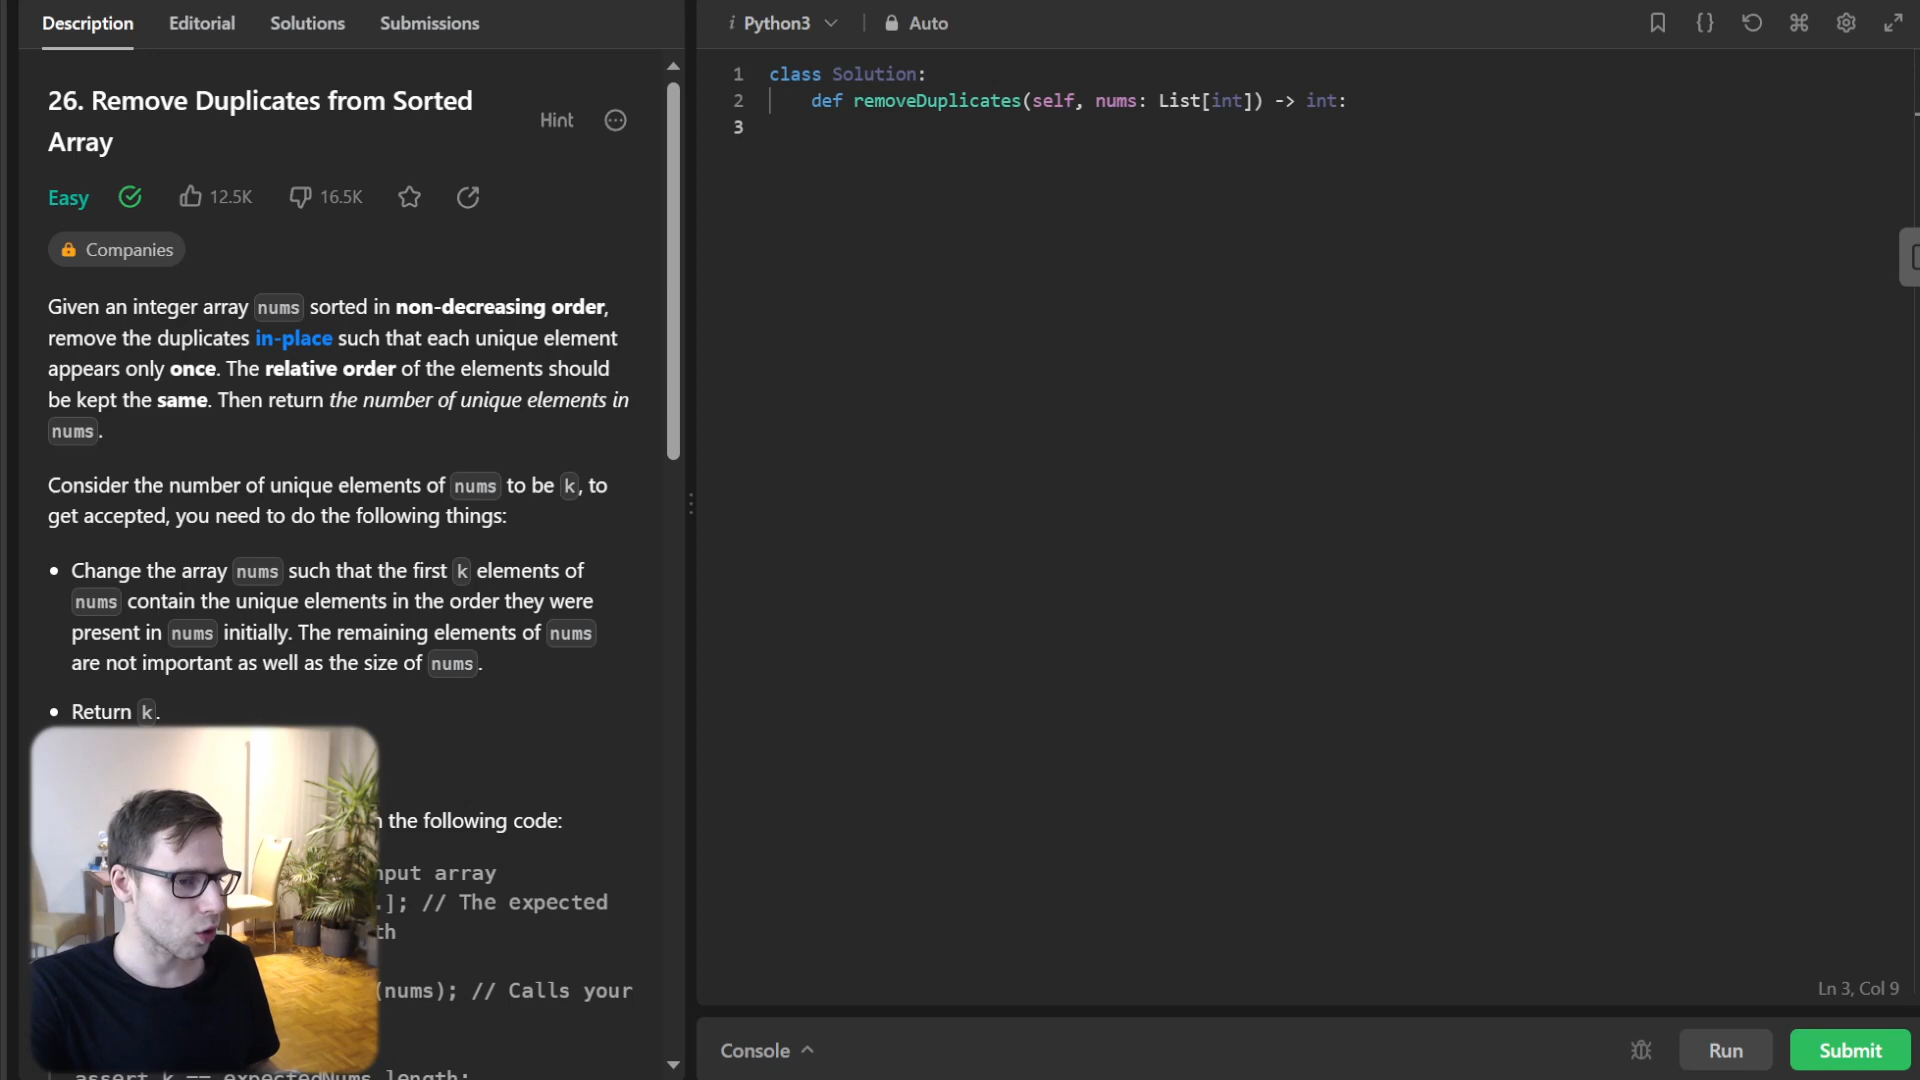 Description Editorial Solutions Submissions
26. Remove Duplicates from Sorted
Array
Hint
Easy 12.5K 16.5K
Companies
Given an integer array nums sorted in non-decreasing order,
remove the duplicates in-place such that each unique element
appears only once. The relative order of the elements should
be kept the same. Then return the number of unique elements in
nums.
Consider the number of unique elements of nums to be k, to
get accepted, you need to do the following things:
• Change the array nums such that the first k elements of
nums contain the unique elements in the order they were
present in nums initially. The remaining elements of nums
are not important as well as the size of nums.
• Return k.
the following code:
input array
.]; // The expected
th
(nums); // Calls your
assert k == expectedNums.length;
i Python3 Auto
1 class Solution:
2 def removeDuplicates(self, nums: List[int]) -> int:
3
Ln 3, Col 9
Console Run Submit